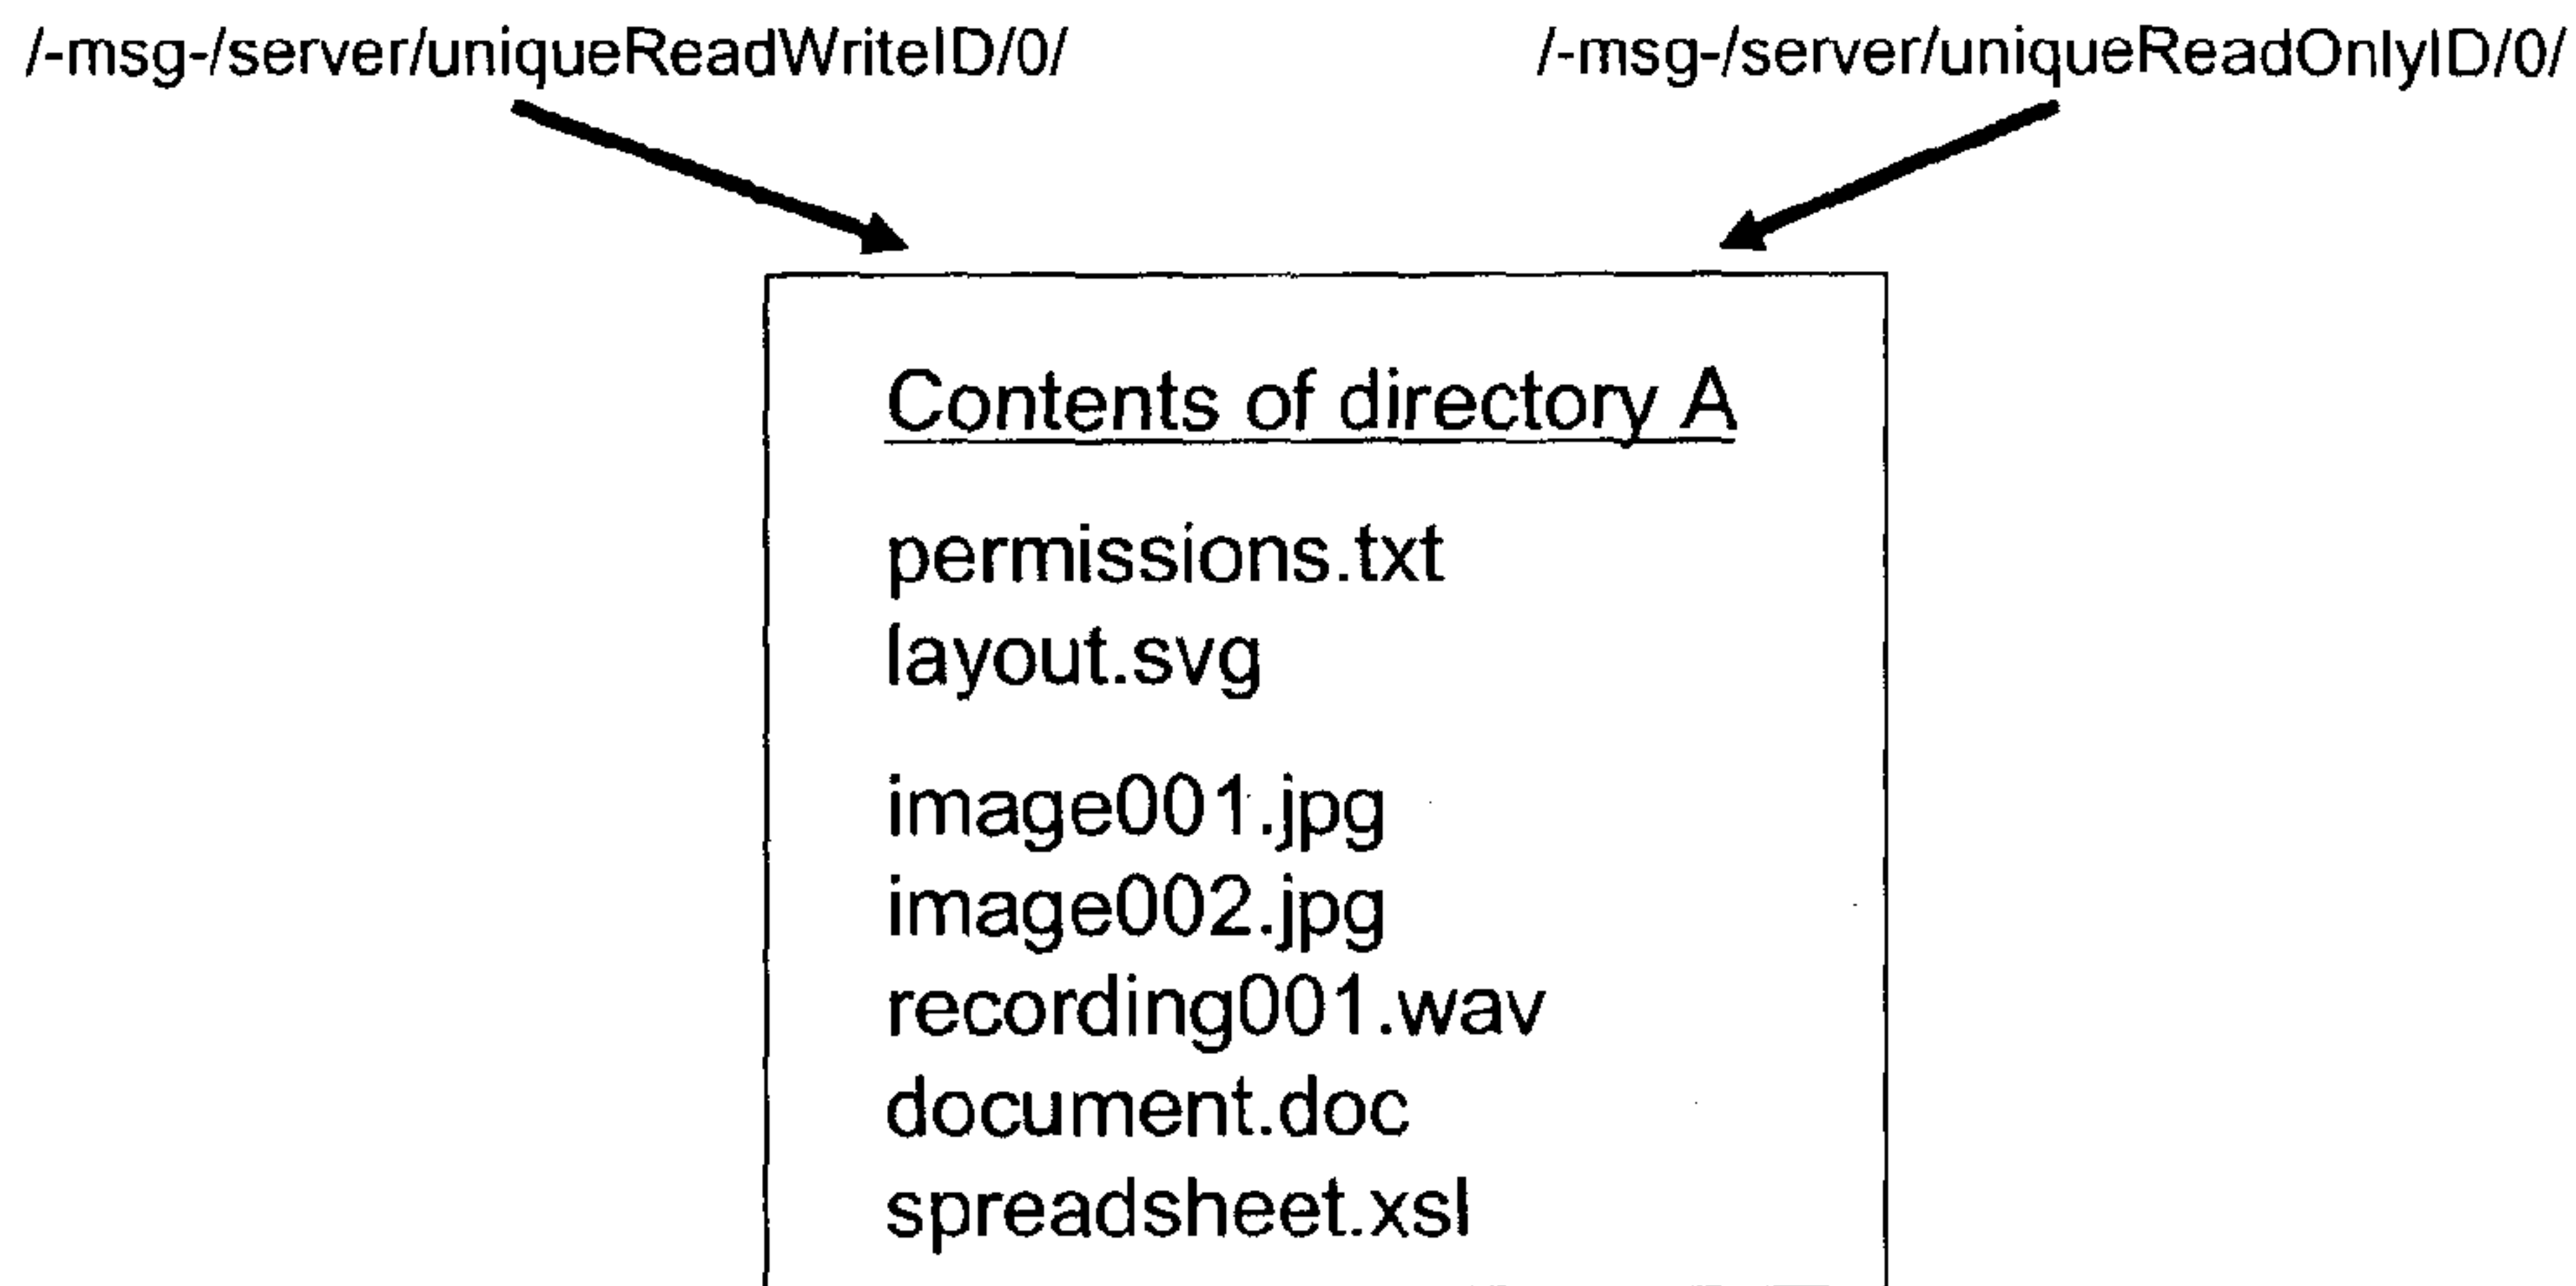 /-msg-/server/uniqueReadWriteID/0/
/-msg-/server/uniqueReadOnlyID/0/
Contents of directory A
permissions.txt
layout.svg
image001.jpg
image002.jpg
recording001.wav
document.doc
spreadsheet.xsl